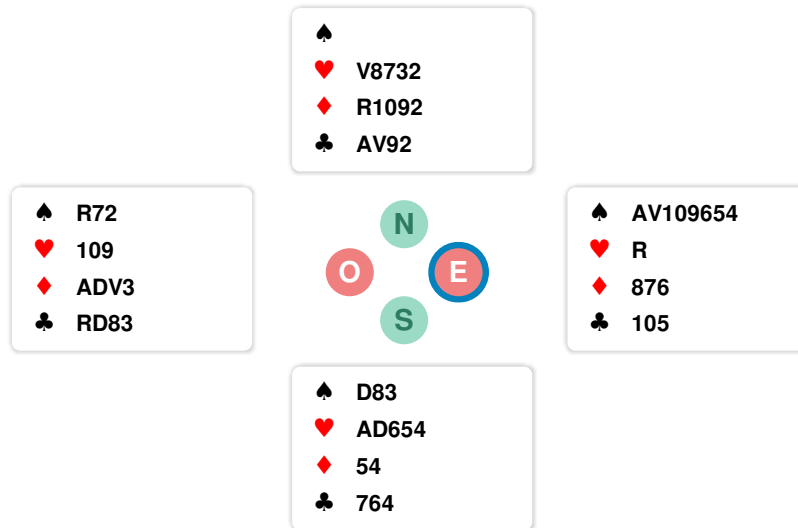 ♠
♥ V8732
♦ R1092
♣ AV92
♠ R72
♥ 109
♦ ADV3
♣ RD83
N
O E
S
♠ AV109654
♥ R
♦ 876
♣ 105
♠ D83
♥ AD654
♦ 54
♣ 764